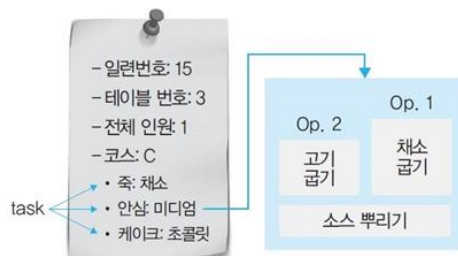 – 일련번호: 15
– 테이블 번호: 3
– 전체 인원: 1
– 코스: C
• 죽: 채소
task • 안심: 미디엄
• 케이크: 초콜릿
Op. 1
Op. 2
채소
굽기
고기
굽기
소스 뿌리기